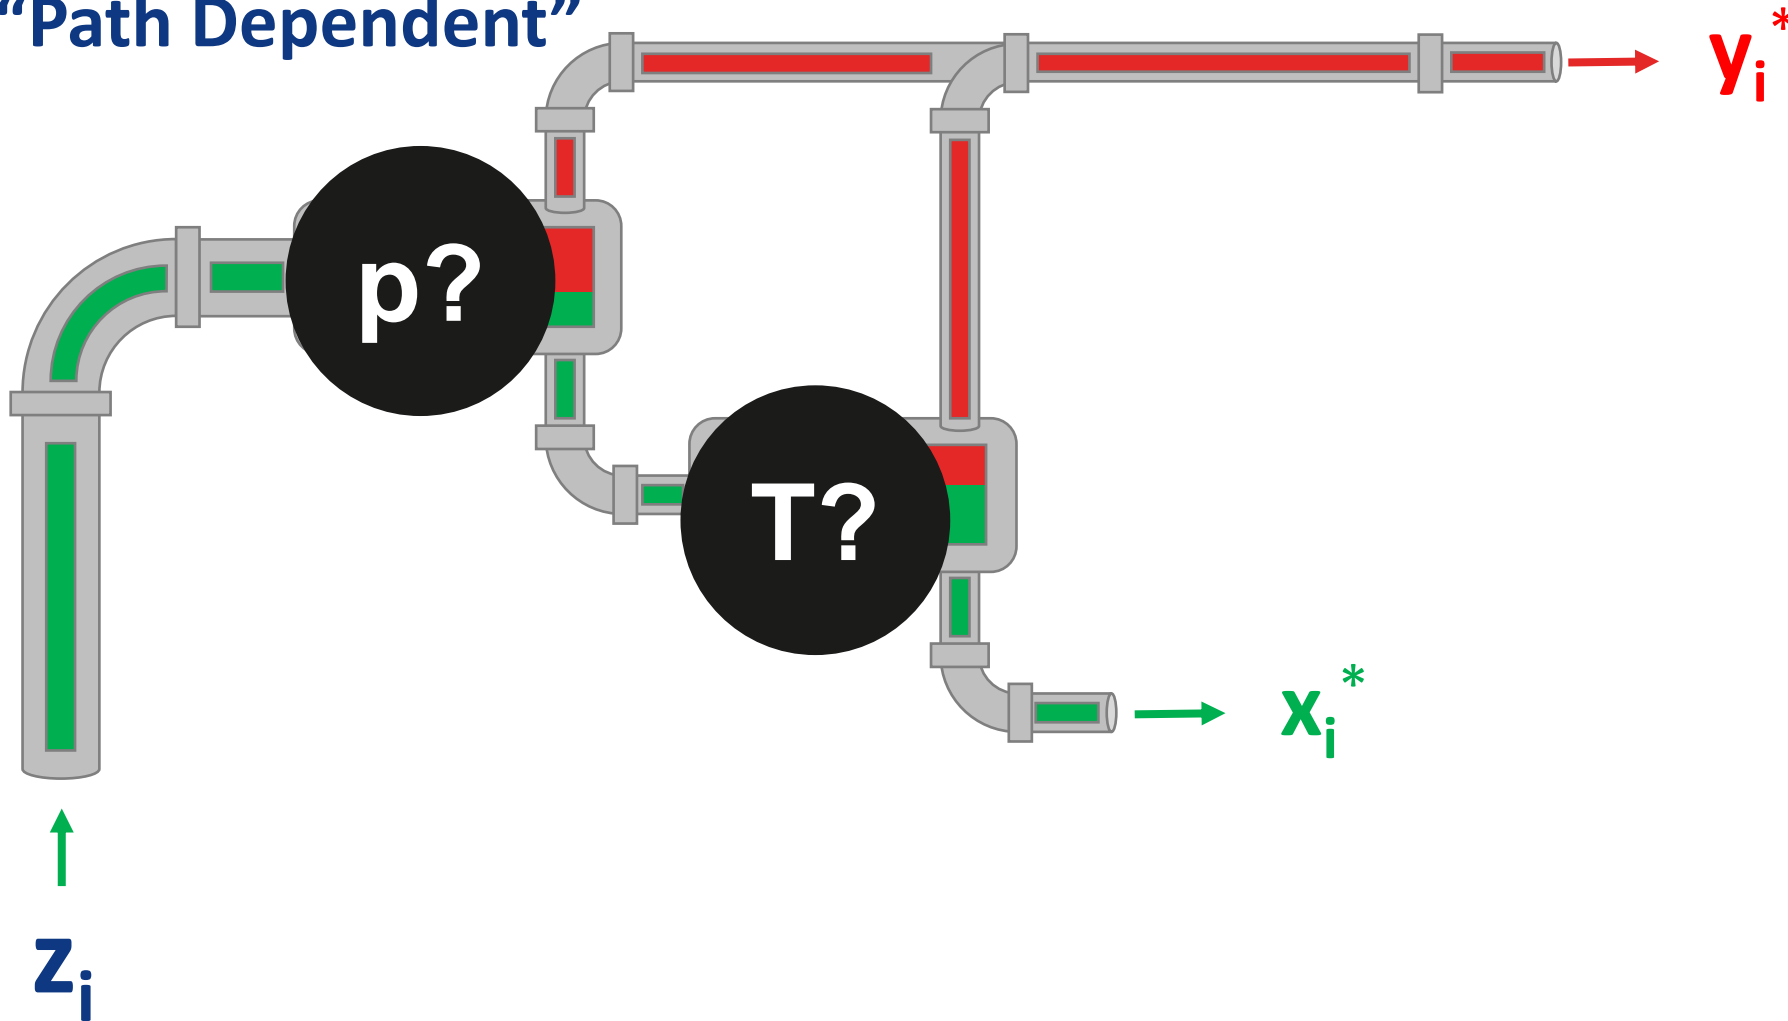 “Path Dependent”
yᵢ*
p?
T?
xᵢ*
zᵢ